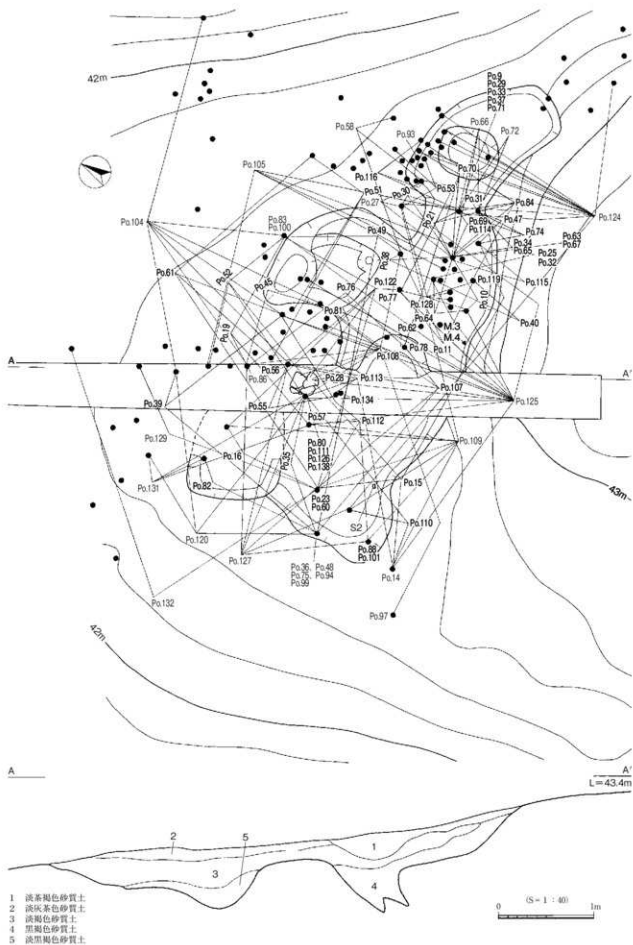 42m
Po.9
Po.29
Po.33
Po.37
Po.71
Po.66
Po.72
Po.58
Po.93
Po.70
Po.105
Po.116
Po.51
Po.27
Po.30
Po.53
Po.31
Po.84
Po.21
Po.69
Po.114
Po.47
Po.74
Po.124
Po.104
Po.83
Po.100
Po.49
Po.34
Po.65
Po.63
Po.67
Po.25
Po.32
Po.38
Po.61
Po.52
Po.45
Po.76
Po.122
Po.77
Po.119
Po.10
Po.115
Po.128
Po.19
Po.81
Po.64
Po.62
M.3
M.4
Po.40
Po.11
Po.78
Po.108
A
A'
Po.56
Po.86
Po.28
Po.113
Po.107
Po.134
Po.125
Po.39
Po.55
Po.57
Po.112
Po.129
Po.109
Po.35
Po.80
Po.111
Po.126
Po.138
Po.16
Po.82
Po.131
Po.15
Po.23
Po.60
43m
S2
Po.110
Po.120
Po.127
Po.88
Po.101
Po.36、
Po.75、
Po.99
Po.48
Po.94
Po.14
Po.132
Po.97
42m
A
A'
L=43.4m
2
5
1
3
4
1 淡茶褐色砂質土
2 淡灰茶色砂質土
3 淡褐色砂質土
4 黒褐色砂質土
5 淡黒褐色砂質土
(S=1:40)
0
1m